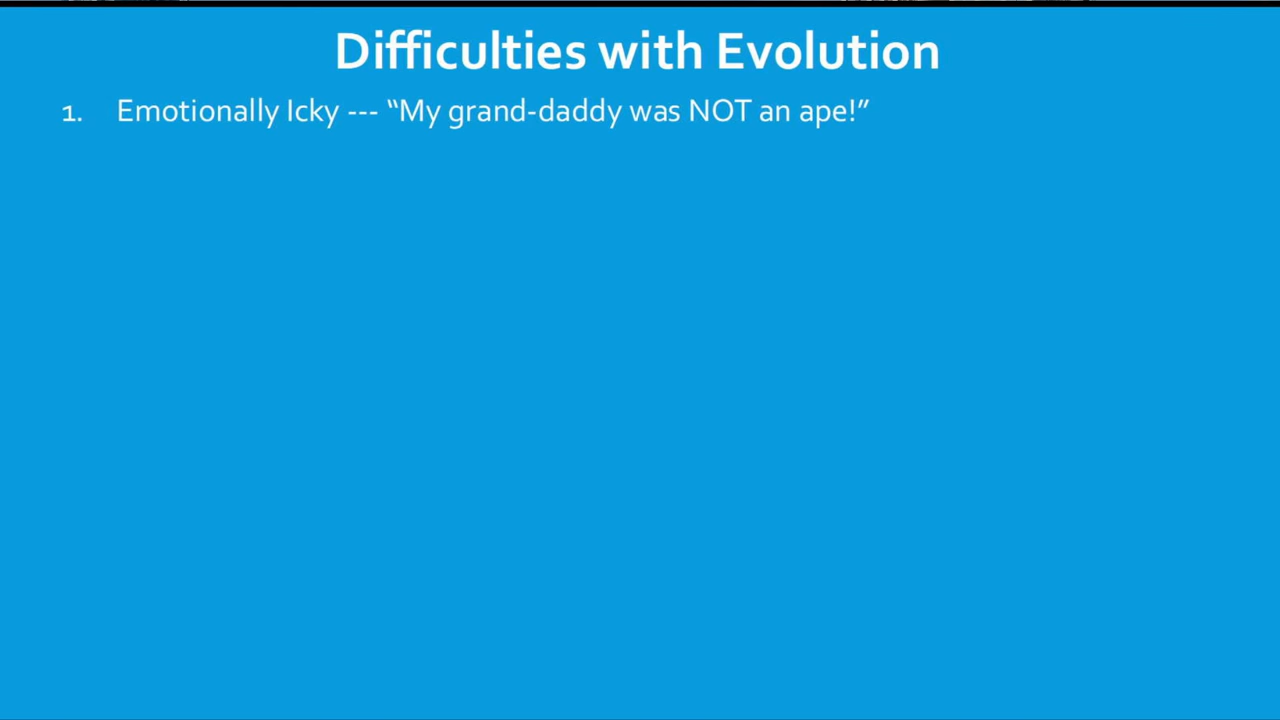 Difficulties with Evolution
1. Emotionally Icky --- “My grand-daddy was NOT an ape!”